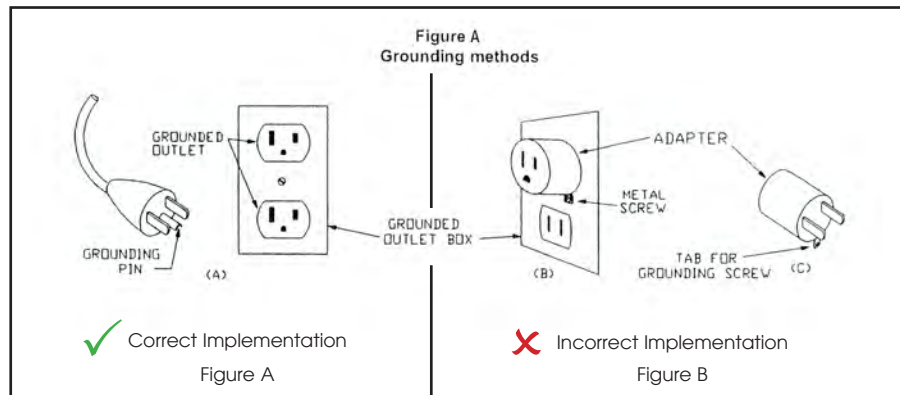 Figure A
Grounding methods
GROUNDED
OUTLET
GROUNDING
PIN
(A)
GROUNDED
OUTLET BOX
ADAPTER
METAL
SCREW
(B)
TAB FOR
GROUNDING SCREW
(C)
Correct Implementation
Figure A
Incorrect Implementation
Figure B